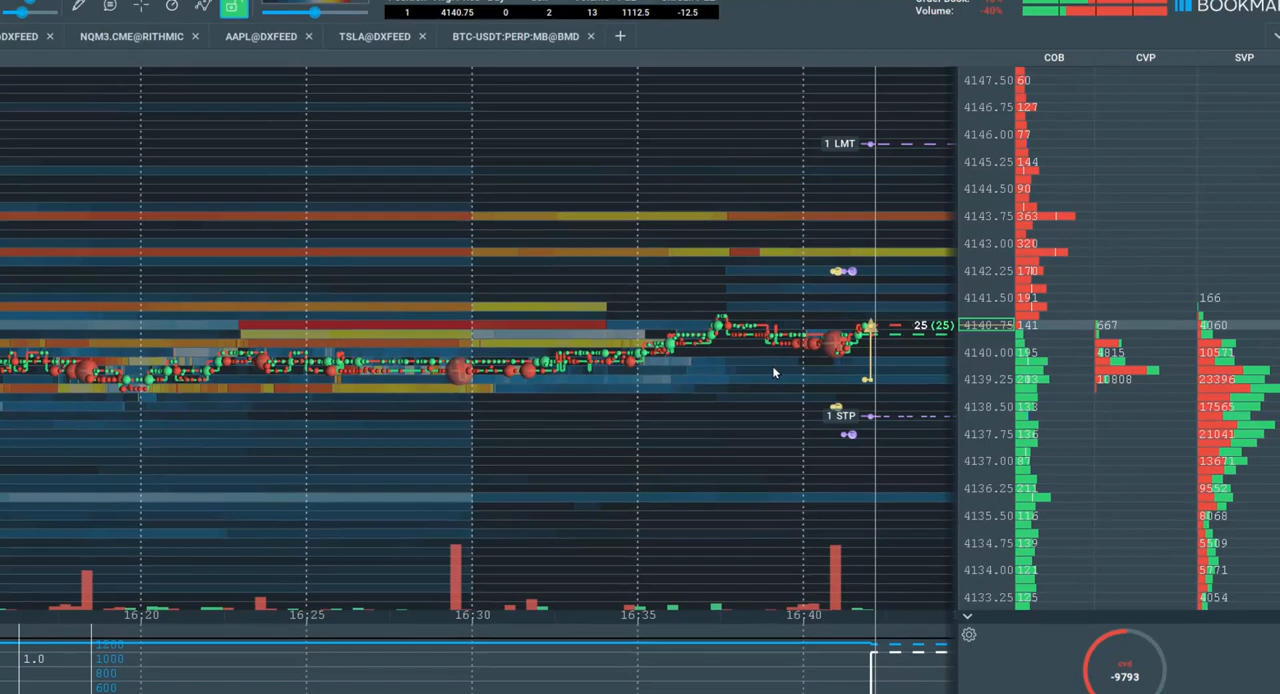 1 4140.75 0 2 13 1112.5 -12.5
Volume: -40%
DXFEED × NQM3.CME@RITHMIC × AAPL@DXFEED × TSLA@DXFEED × BTC-USDT:PERP:MB@BMD × +
COB CVP SVP
4147.50 60
4146.75 127
4146.00 77
1 LMT
4145.25 144
4144.50 90
4143.75 363
4143.00 320
4142.25 170
4141.50 191 166
25 (25) 4140.75 141 667 4060
4140.00 195 4815 10571
4139.25 10808 23396
4138.50 133 17565
1 STP
4137.75 136 21041
4137.00 87 13671
4136.25 211 9552
4135.50 116 8068
4134.75 139 5509
4134.00 121 5771
4133.25 125 4054
16:20 16:25 16:30 16:35 16:40
1.0
1200
1000
800
600
cvd
-9793